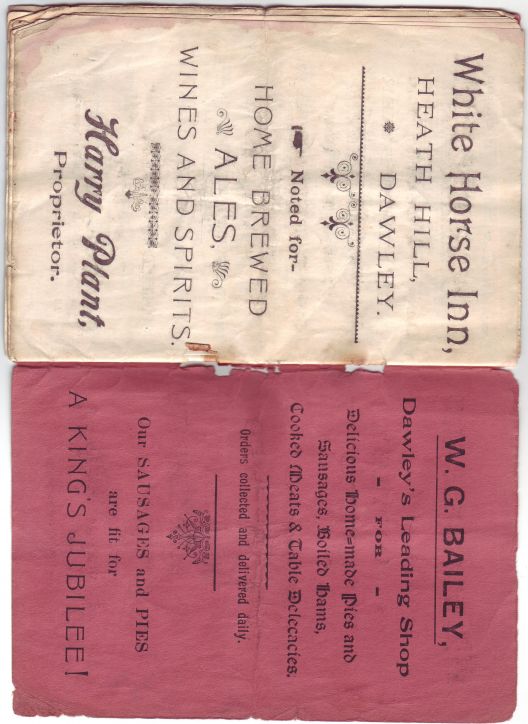 White Horse Inn,
HEATH HILL,
DAWLEY.
Noted for-
HOME BREWED
ALES,
WINES AND SPIRITS.
Harry Plant,
Proprietor.
W. G. BAILEY,
Dawley's Leading Shop
- FOR -
Delicious Home-made Pies and
Sausages, Boiled Hams,
Cooked Meats & Table Delecacies.
Orders collected and delivered daily.
Our SAUSAGES and PIES
are fit for
A KING'S JUBILEE!